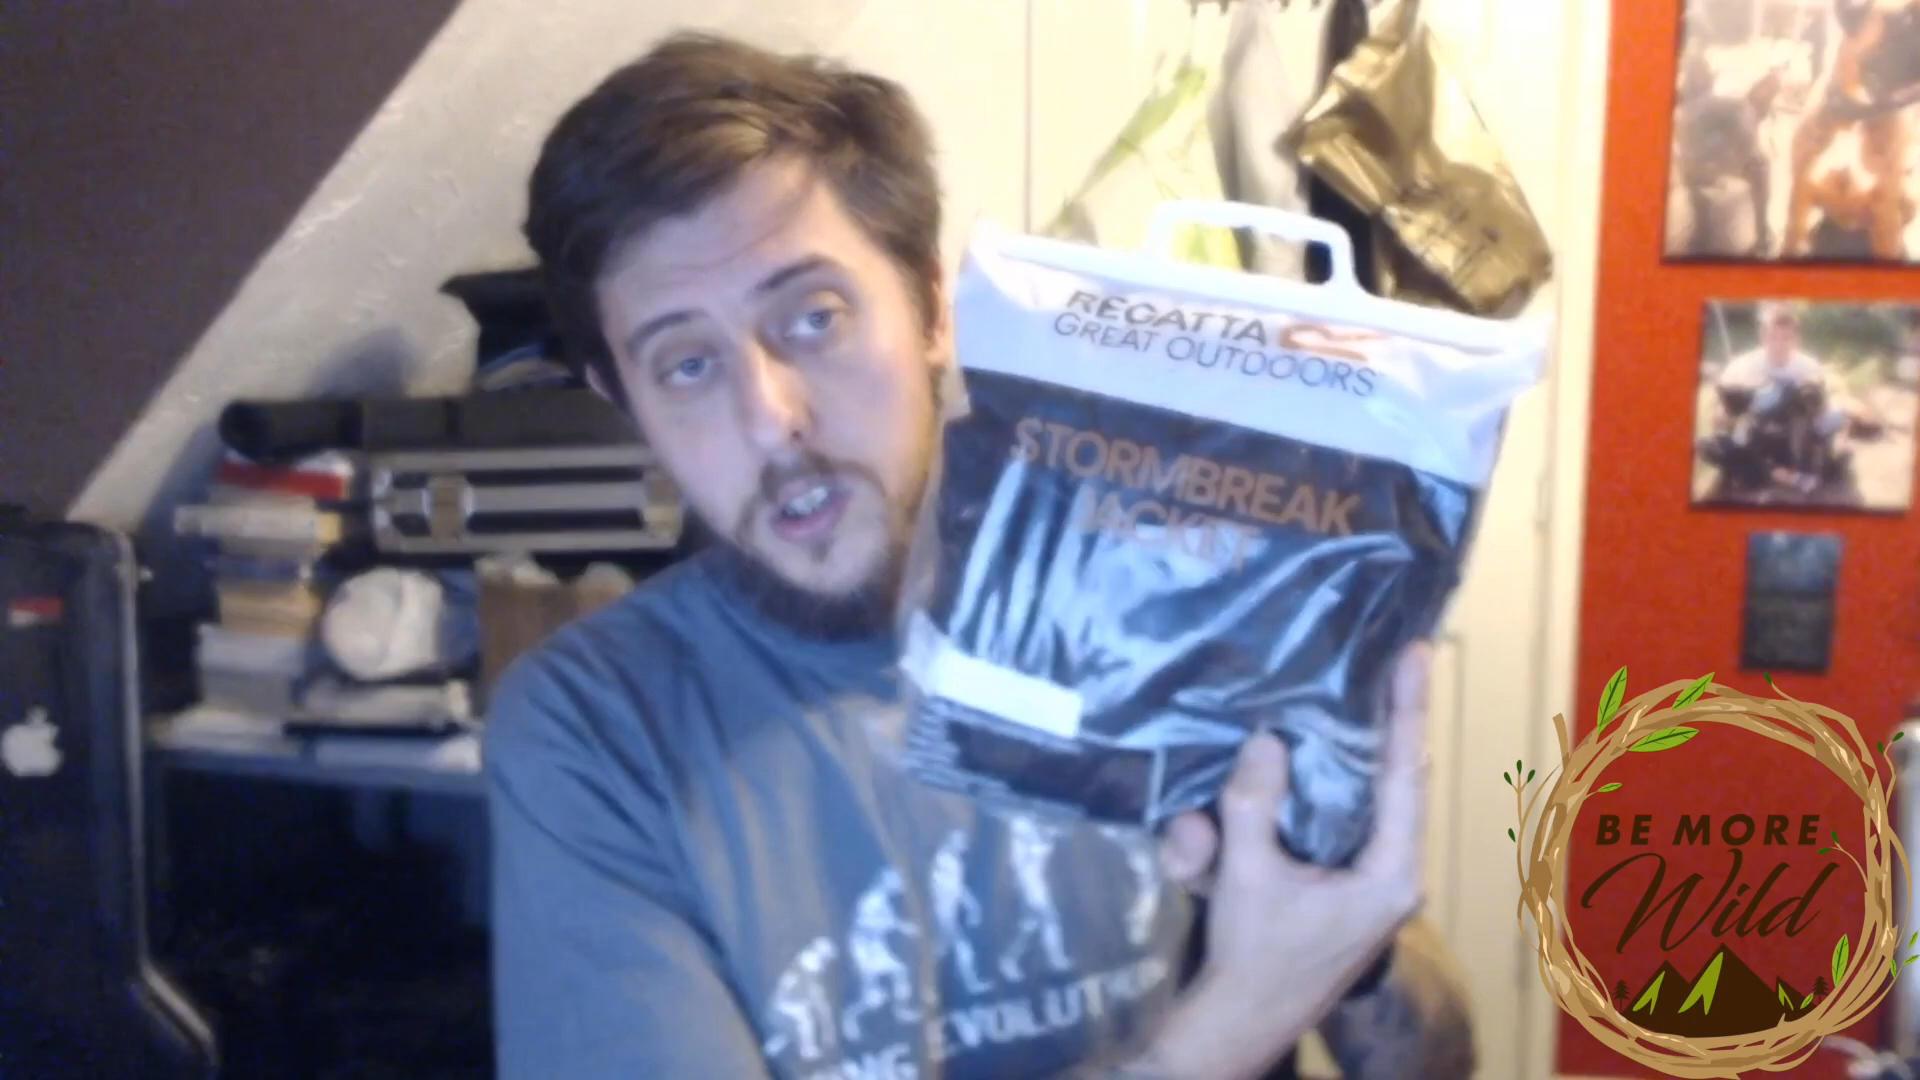 REGATTA
GREAT OUTDOORS
STORMBREAK
JACKET
BE MORE
Wild
EVOLUTION